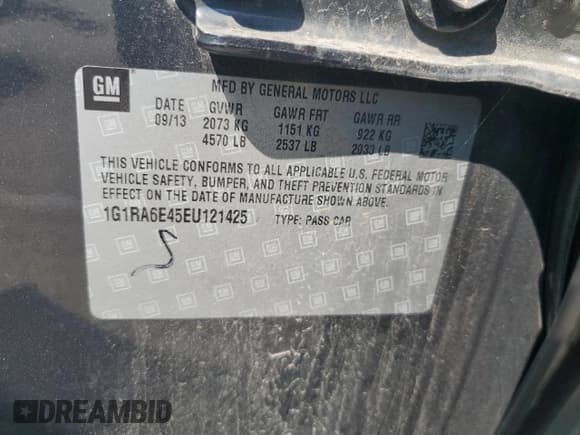 GM
MFD BY GENERAL MOTORS LLC
DATE GVWR GAWR FRT GAWR RR
09/13 2073 KG 1151 KG 922 KG
4570 LB 2537 LB 2033 LB
THIS VEHICLE CONFORMS TO ALL APPLICABLE U.S. FEDERAL MOTOR
VEHICLE SAFETY, BUMPER, AND THEFT PREVENTION STANDARDS IN
EFFECT ON THE DATE OF MANUFACTURE SHOWN ABOVE.
1G1RA6E45EU121425 TYPE: PASS CAR
DREAMBID